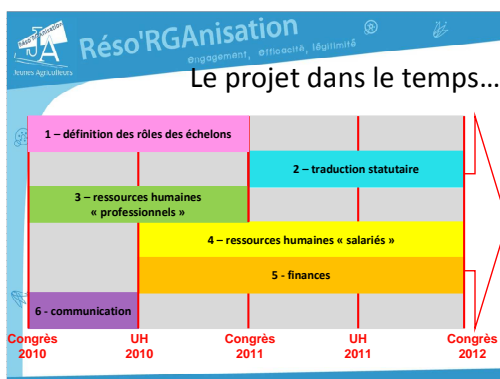 Réso'RGAnisation
JA
Jeunes Agriculteurs
Réso'RGAnisation
engagement, efficacité, légitimité
Le projet dans le temps…
1 – définition des rôles des échelons
2 – traduction statutaire
3 – ressources humaines
« professionnels »
4 – ressources humaines « salariés »
5 - finances
6 - communication
Congrès
2010
UH
2010
Congrès
2011
UH
2011
Congrès
2012